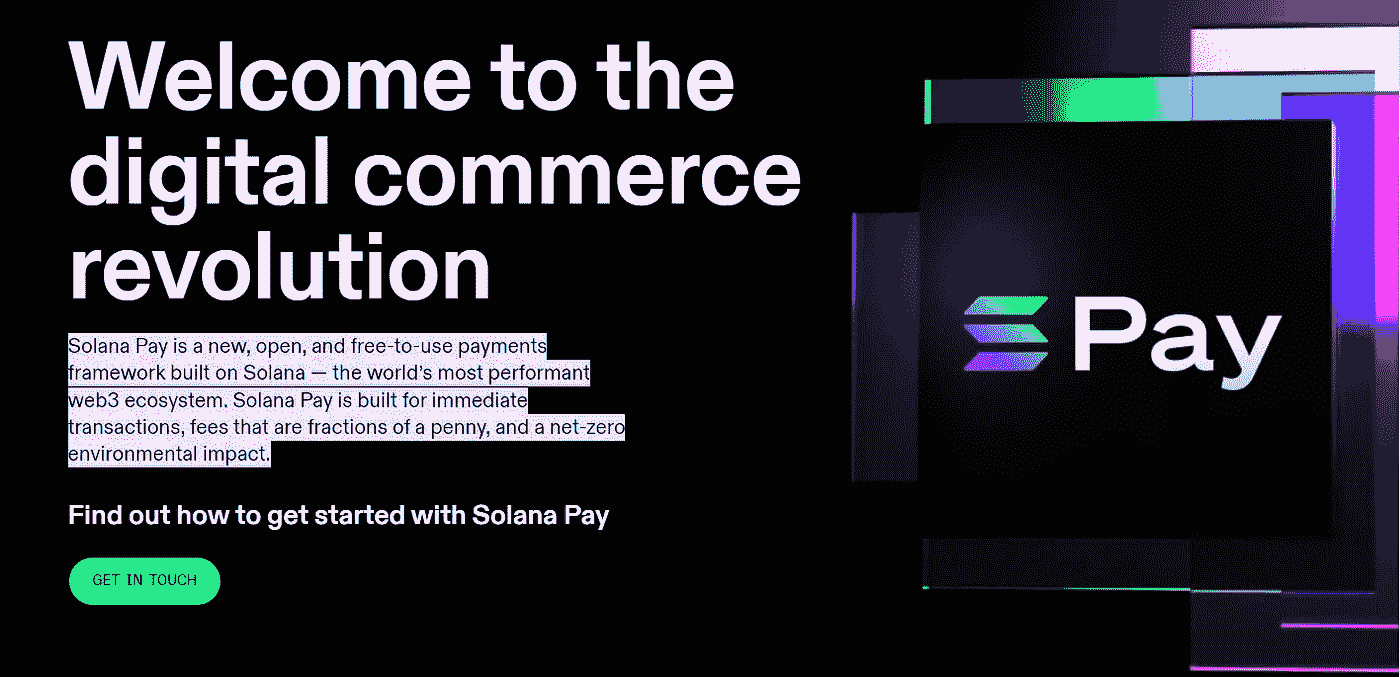 Welcome to the
digital commerce
revolution
Solana Pay is a new, open, and free-to-use payments
framework built on Solana — the world's most performant
web3 ecosystem. Solana Pay is built for immediate
transactions, fees that are fractions of a penny, and a net-zero
environmental impact.
Find out how to get started with Solana Pay
GET IN TOUCH
Pay